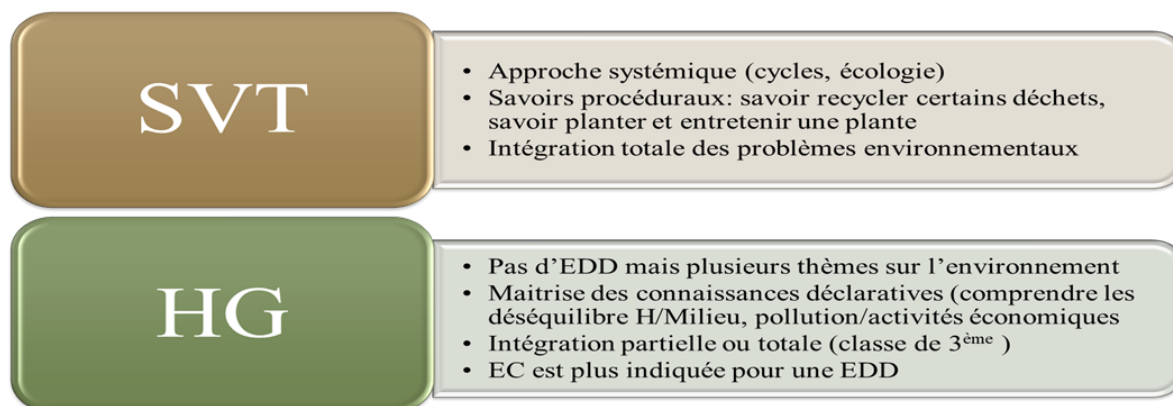 SVT
• Approche systémique (cycles, écologie)
• Savoirs procéduraux: savoir recycler certains déchets,
savoir planter et entretenir une plante
• Intégration totale des problèmes environnementaux
HG
• Pas d’EDD mais plusieurs thèmes sur l’environnement
• Maitrise des connaissances déclaratives (comprendre les
déséquilibre H/Milieu, pollution/activités économiques
• Intégration partielle ou totale (classe de 3ème )
• EC est plus indiquée pour une EDD